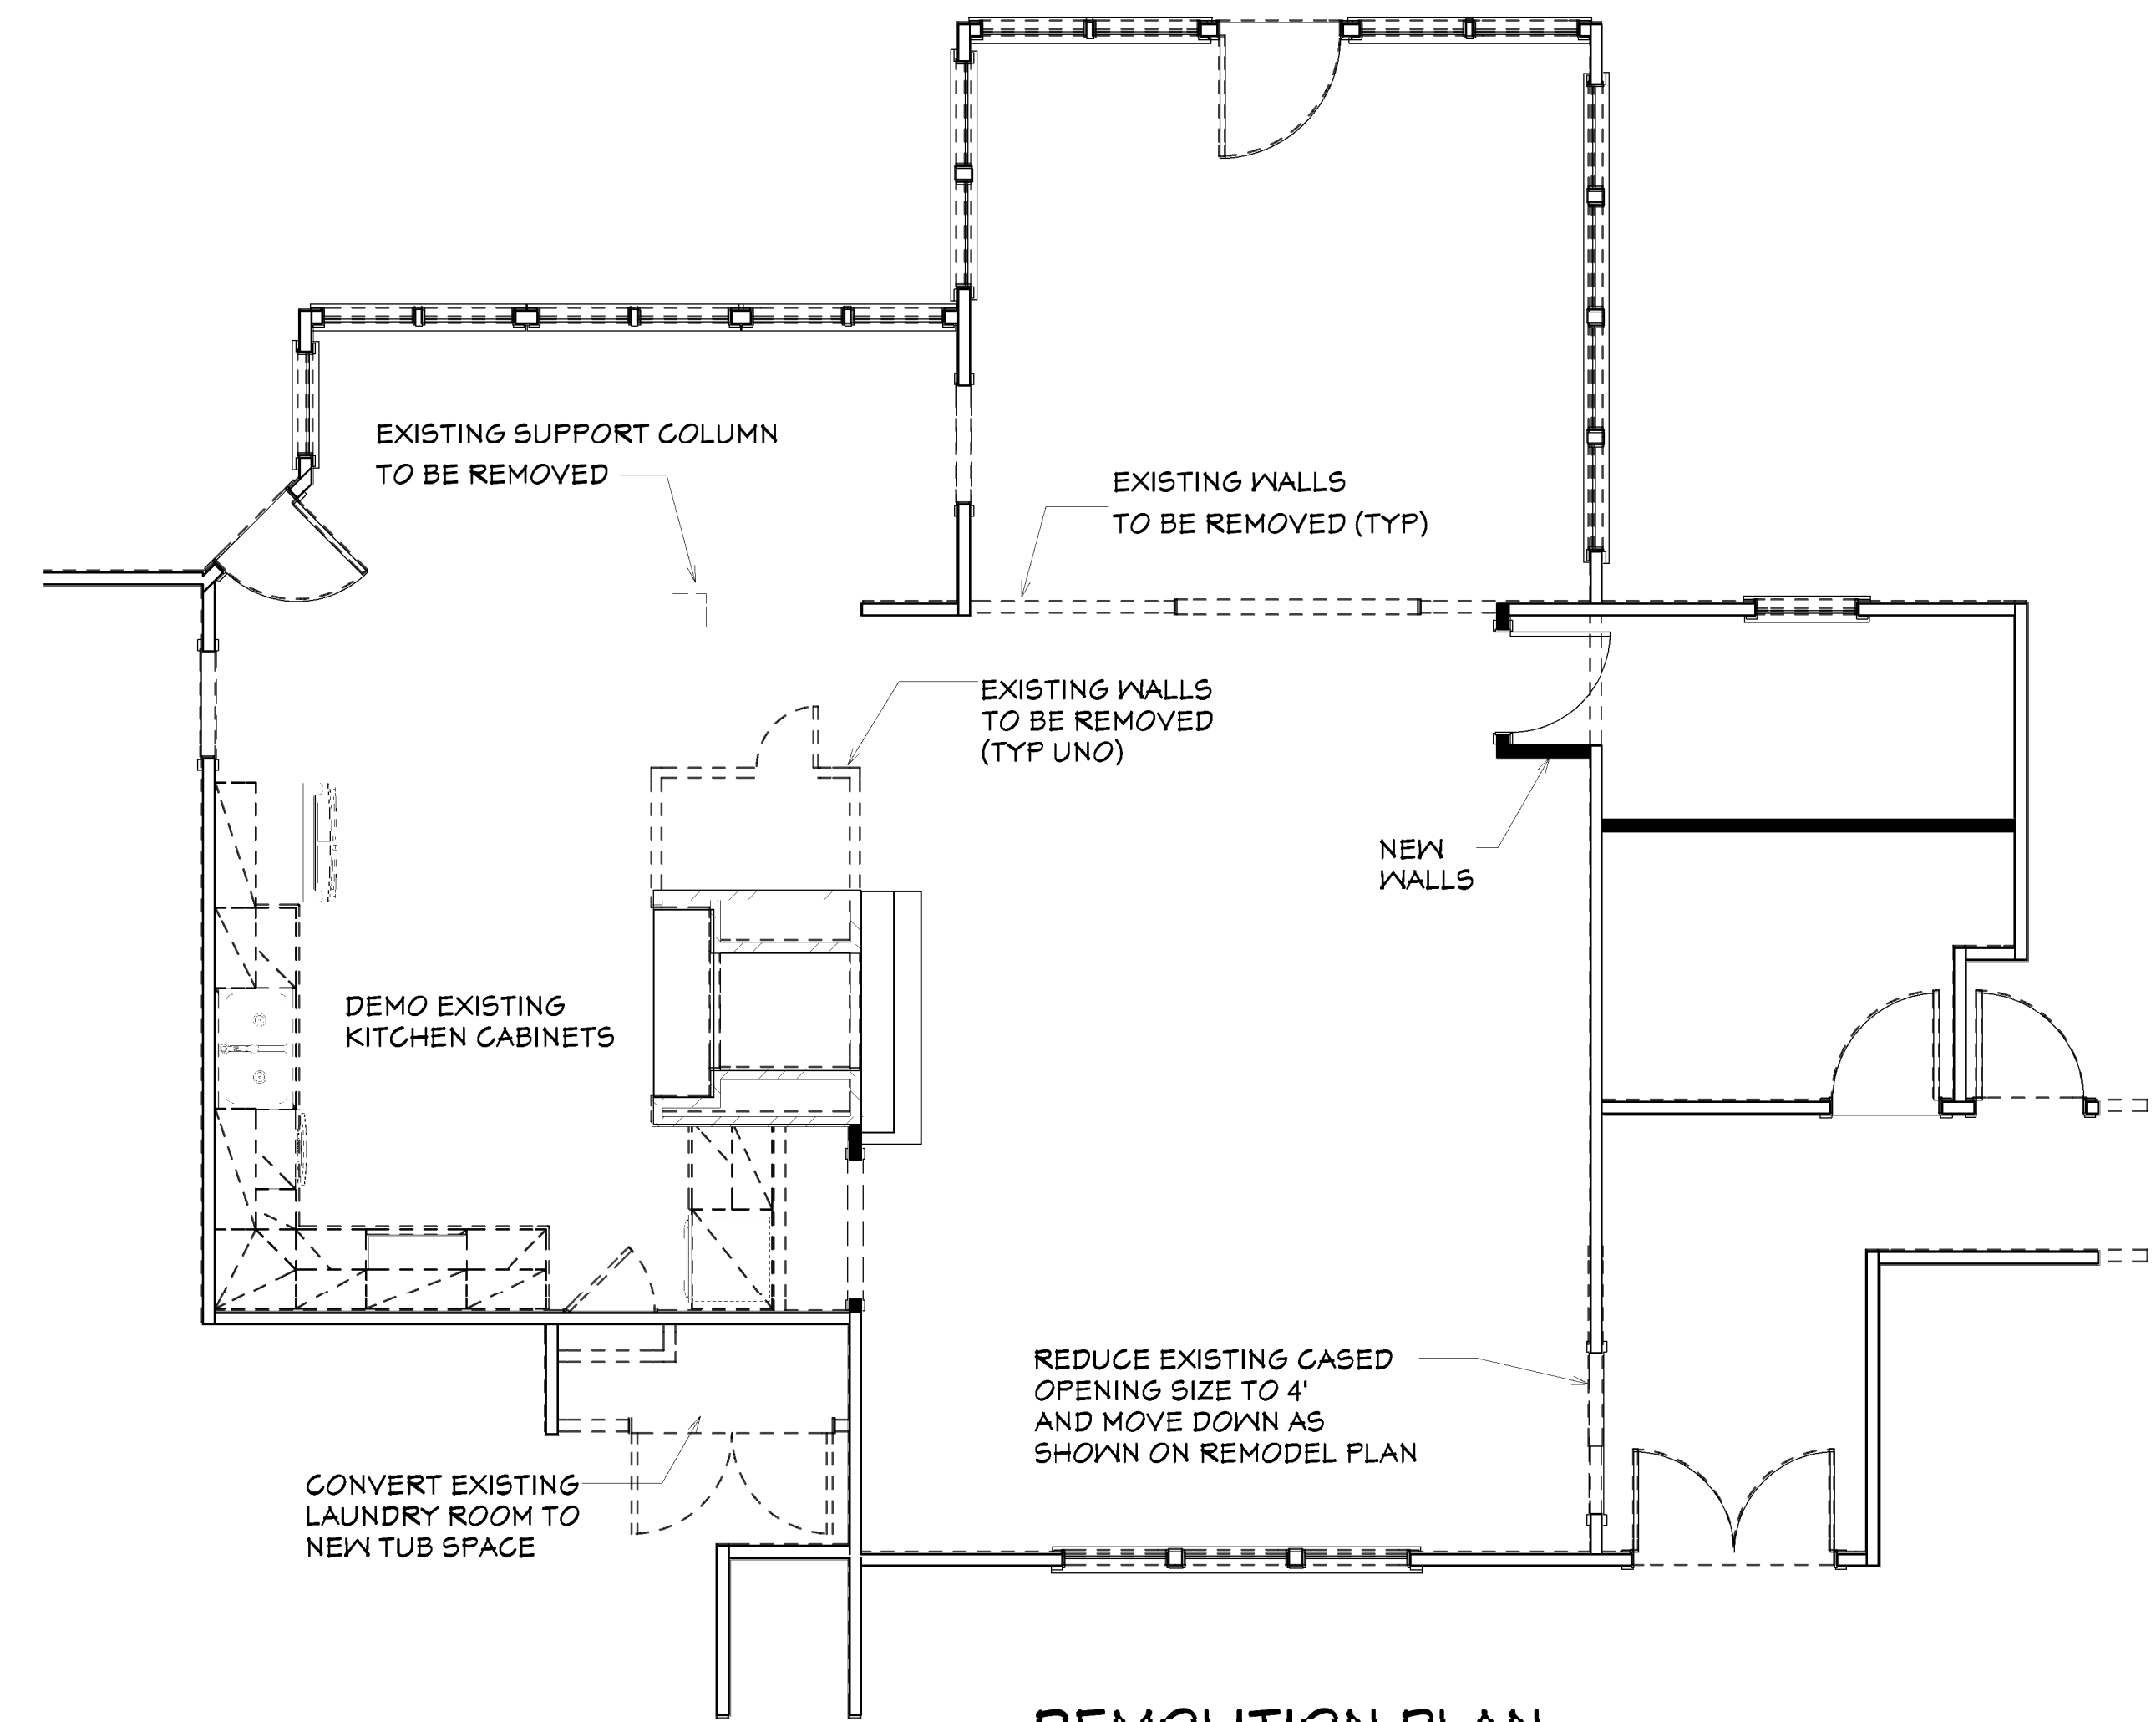 EXISTING SUPPORT COLUMN
TO BE REMOVED
EXISTING WALLS
TO BE REMOVED (TYP)
EXISTING WALLS
TO BE REMOVED
(TYP UNO)
NEW
WALLS
DEMO EXISTING
KITCHEN CABINETS
REDUCE EXISTING CASED
OPENING SIZE TO 4'
AND MOVE DOWN AS
SHOWN ON REMODEL PLAN
CONVERT EXISTING
LAUNDRY ROOM TO
NEW TUB SPACE
DEMOLITION PLAN